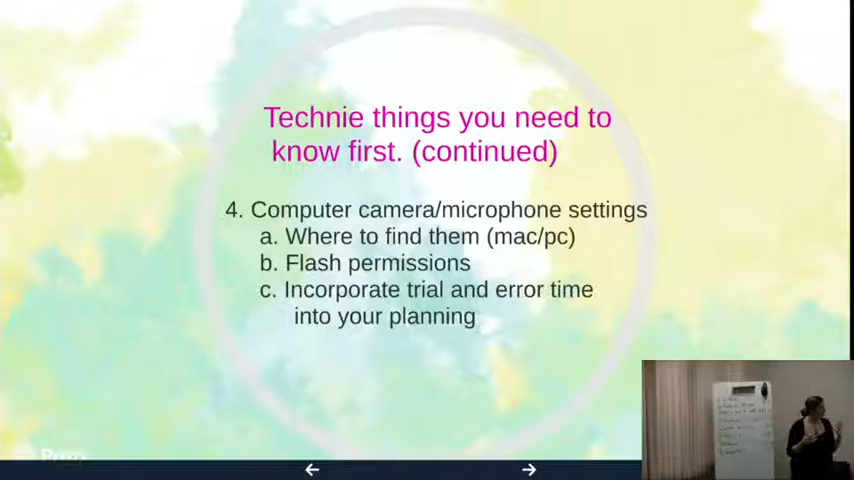 Technie things you need to
know first. (continued)
4. Computer camera/microphone settings
a. Where to find them (mac/pc)
b. Flash permissions
c. Incorporate trial and error time
into your planning
Prezi